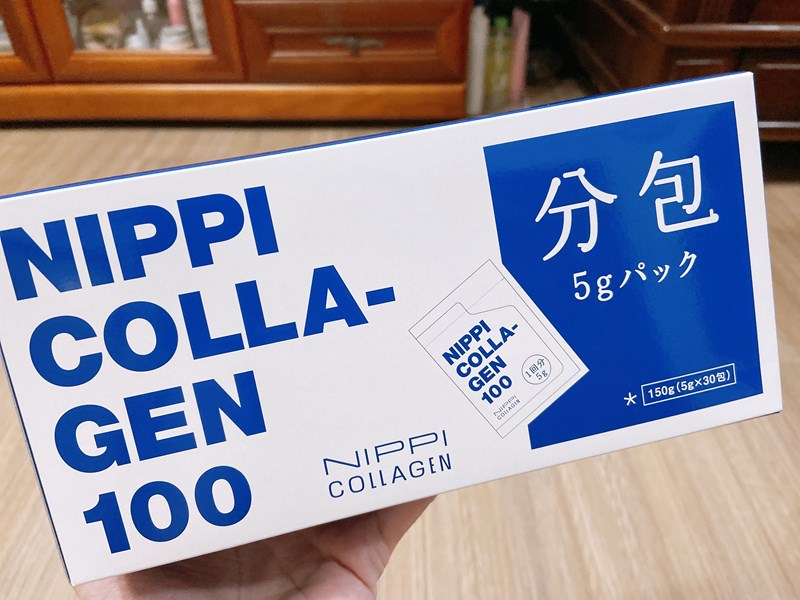 NIPPI
COLLA-
GEN
100
NIPPI
COLLAGEN
分包
5gパック
NIPPI
COLLA-
GEN
100
1回分
5g
NIPPI
COLLAGEN
* 150g(5g×30包)